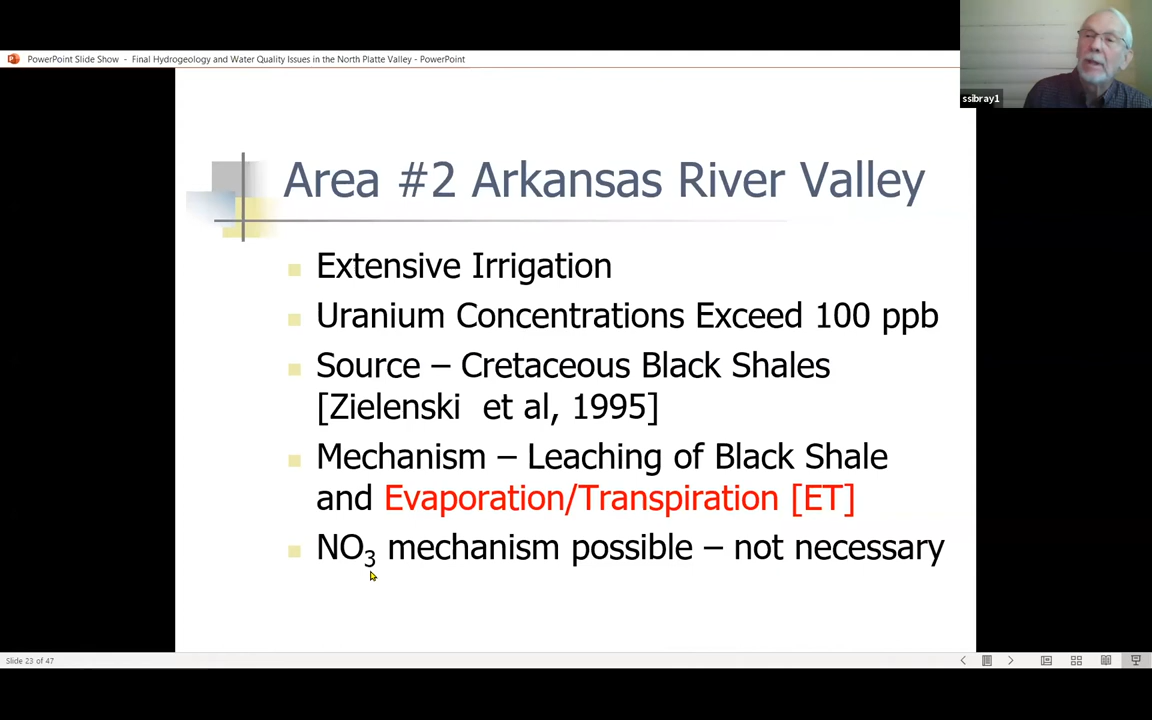 PowerPoint Slide Show - Final Hydrogeology and Water Quality Issues in the North Platte Valley - PowerPoint
ssibray1
Area #2 Arkansas River Valley
Extensive Irrigation
Uranium Concentrations Exceed 100 ppb
Source – Cretaceous Black Shales
[Zielenski et al, 1995]
Mechanism – Leaching of Black Shale
and Evaporation/Transpiration [ET]
NO3 mechanism possible – not necessary
Slide 23 of 47